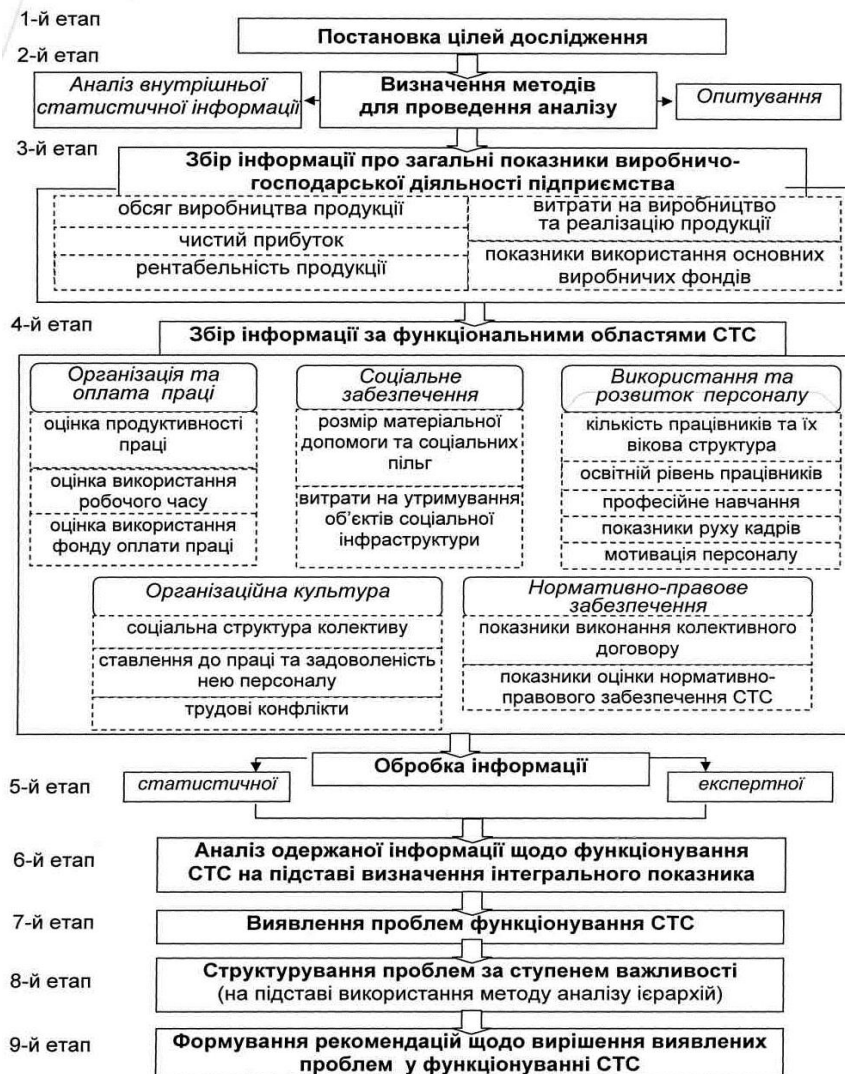 1-й етап
Постановка цілей дослідження
2-й етап
Аналіз внутрішньої
статистичної інформації
Визначення методів
для проведення аналізу
Опитування
3-й етап
Збір інформації про загальні показники виробничо-
господарської діяльності підприємства
обсяг виробництва продукції
чистий прибуток
рентабельність продукції
витрати на виробництво
та реалізацію продукції
показники використання основних
виробничих фондів
4-й етап
Збір інформації за функціональними областями СТС
Організація та
оплата праці
оцінка продуктивності
праці
оцінка використання
робочого часу
оцінка використання
фонду оплати праці
Соціальне
забезпечення
розмір матеріальної
допомоги та соціальних
пільг
витрати на утримування
об’єктів соціальної
інфраструктури
Використання та
розвиток персоналу
кількість працівників та їх
вікова структура
освітній рівень працівників
професійне навчання
показники руху кадрів
мотивація персоналу
Організаційна культура
соціальна структура колективу
ставлення до праці та задоволеність
нею персоналу
трудові конфлікти
Нормативно-правове
забезпечення
показники виконання колективного
договору
показники оцінки нормативно-
правового забезпечення СТС
5-й етап
Обробка інформації
статистичної
експертної
6-й етап
Аналіз одержаної інформації щодо функціонування
СТС на підставі визначення інтегрального показника
7-й етап
Виявлення проблем функціонування СТС
8-й етап
Структурування проблем за ступенем важливості
(на підставі використання методу аналізу ієрархій)
9-й етап
Формування рекомендацій щодо вирішення виявлених
проблем у функціонуванні СТС